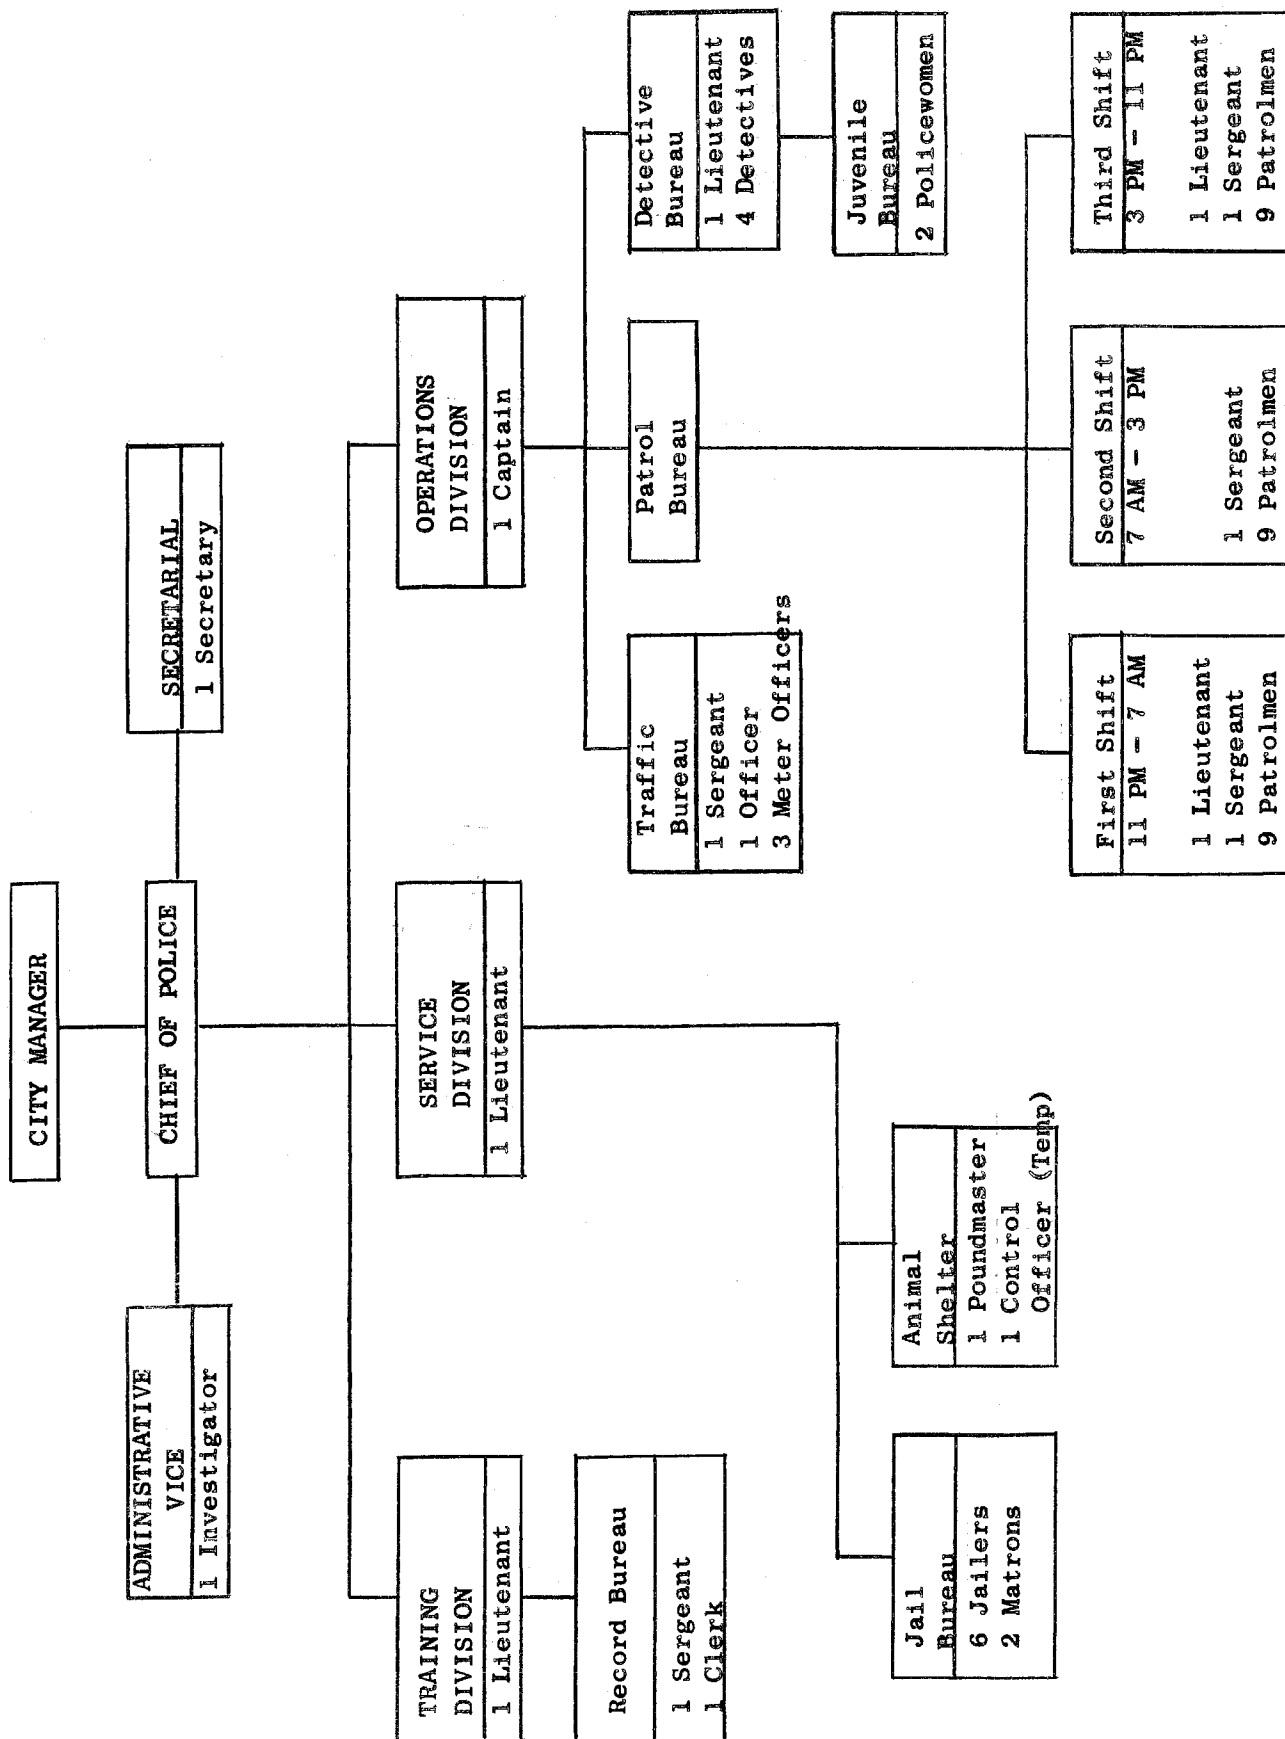 CITY MANAGER
CHIEF OF POLICE
ADMINISTRATIVE
VICE
1 Investigator
SECRETARIAL
1 Secretary
TRAINING
DIVISION
1 Lieutenant
SERVICE
DIVISION
1 Lieutenant
OPERATIONS
DIVISION
1 Captain
Record Bureau
1 Sergeant
1 Clerk
Traffic
Bureau
1 Sergeant
1 Officer
3 Meter Officers
Patrol
Bureau
Detective
Bureau
1 Lieutenant
4 Detectives
Juvenile
Bureau
2 Policewomen
Jail
Bureau
6 Jailers
2 Matrons
Animal
Shelter
1 Poundmaster
1 Control
Officer (Temp)
First Shift
11 PM - 7 AM
1 Lieutenant
1 Sergeant
9 Patrolmen
Second Shift
7 AM - 3 PM
1 Sergeant
9 Patrolmen
Third Shift
3 PM - 11 PM
1 Lieutenant
1 Sergeant
9 Patrolmen